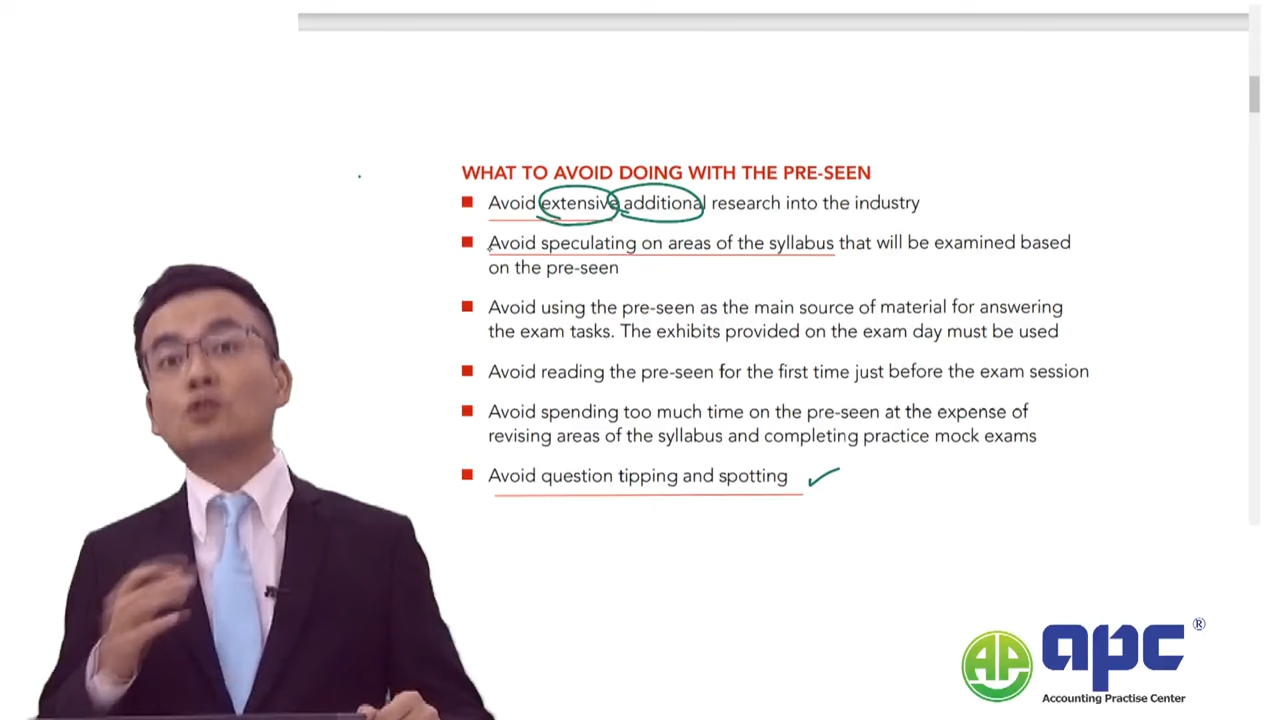 WHAT TO AVOID DOING WITH THE PRE-SEEN
Avoid extensive additional research into the industry
Avoid speculating on areas of the syllabus that will be examined based
on the pre-seen
Avoid using the pre-seen as the main source of material for answering
the exam tasks. The exhibits provided on the exam day must be used
Avoid reading the pre-seen for the first time just before the exam session
Avoid spending too much time on the pre-seen at the expense of
revising areas of the syllabus and completing practice mock exams
Avoid question tipping and spotting
AP apc ®
Accounting Practise Center